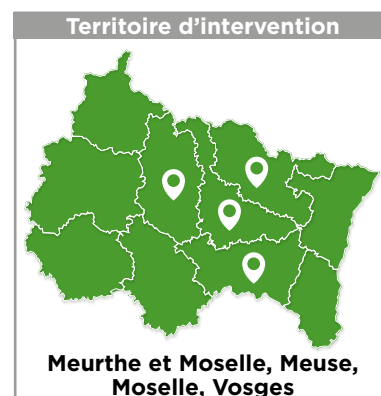 Territoire d’intervention
Meurthe et Moselle, Meuse,
Moselle, Vosges